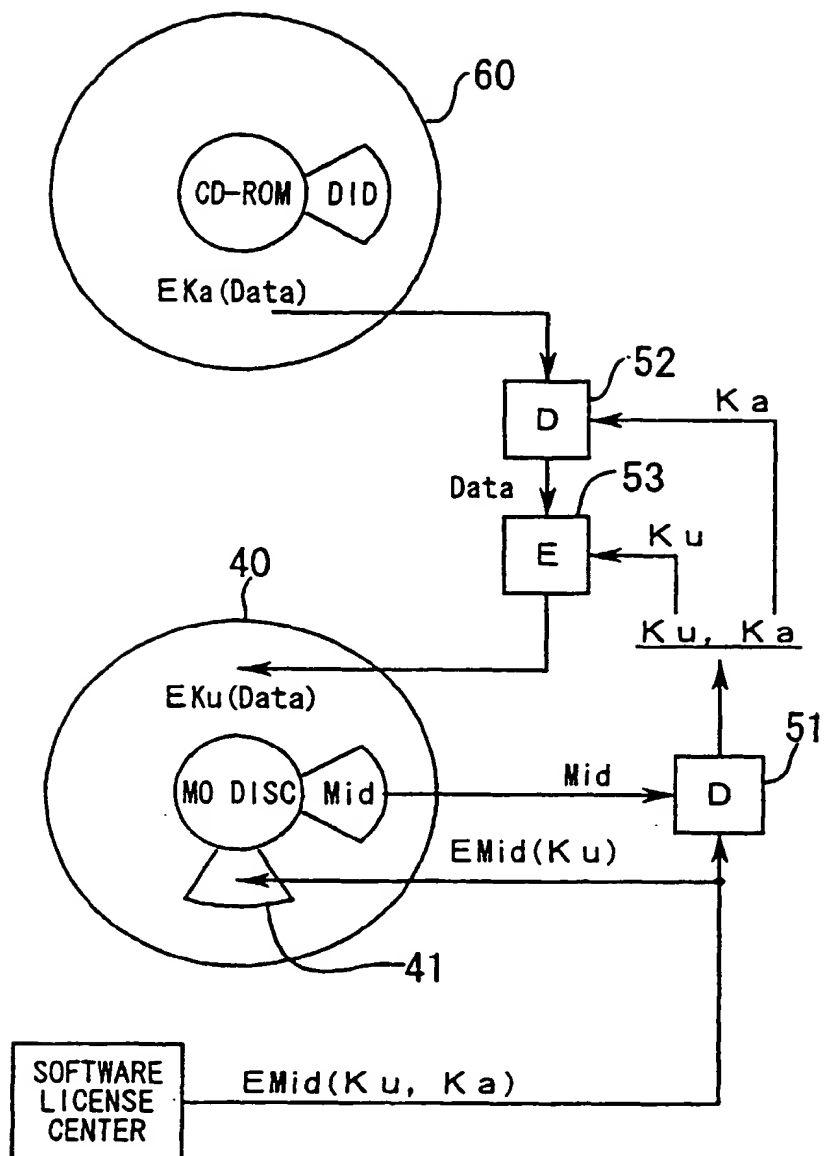 60
CD-ROM DID
EKa(Data)
52
Ka
D
Data
53
Ku
E
40
Ku, Ka
EKu(Data)
51
MO DISC Mid
Mid
D
EMid(Ku)
41
SOFTWARE
LICENSE
CENTER
EMid(Ku, Ka)